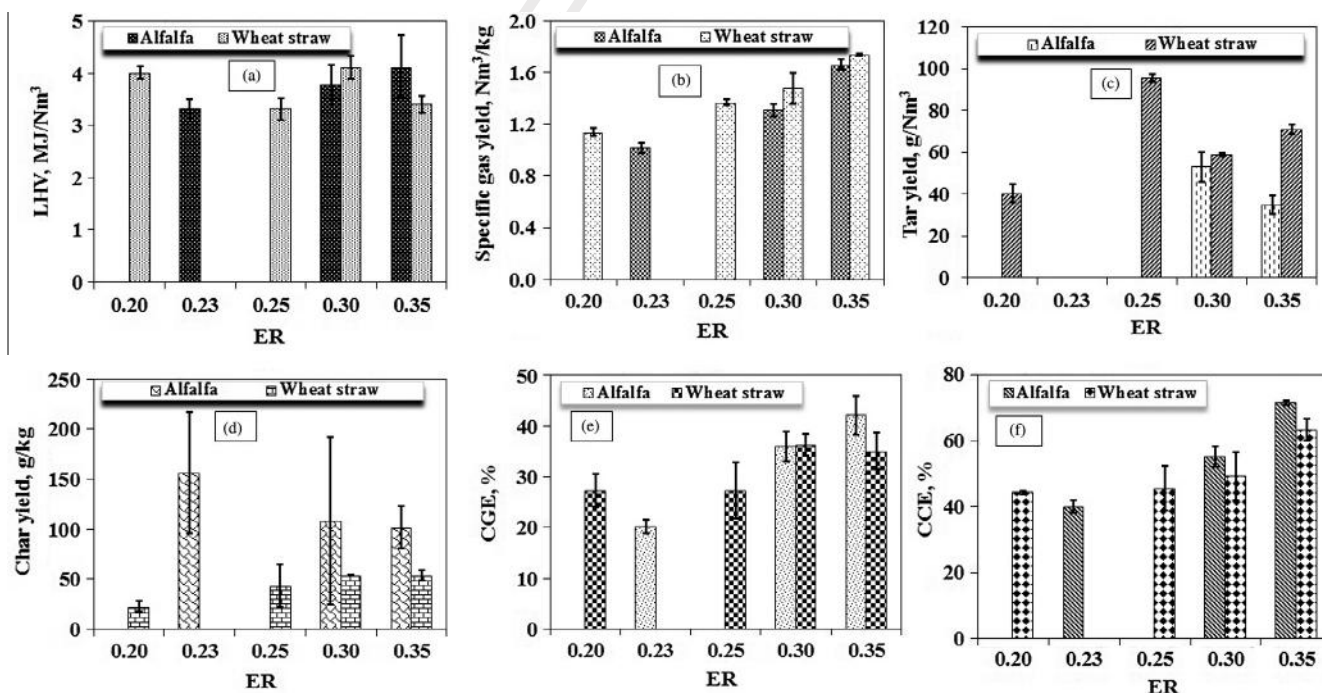 Alfalfa Wheat straw
(a)
LHV, MJ/Nm³
5
4
3
2
1
0
0.20 0.23 0.25 0.30 0.35
ER
Alfalfa Wheat straw
(b)
Specific gas yield, Nm³/kg
2.0
1.6
1.2
0.8
0.4
0.0
0.20 0.23 0.25 0.30 0.35
ER
Alfalfa Wheat straw
(c)
Tar yield, g/Nm³
120
100
80
60
40
20
0
0.20 0.23 0.25 0.30 0.35
ER
Alfalfa Wheat straw
(d)
Char yield, g/kg
250
200
150
100
50
0
0.20 0.23 0.25 0.30 0.35
ER
Alfalfa Wheat straw
(e)
CGE, %
50
40
30
20
10
0
0.20 0.23 0.25 0.30 0.35
ER
Alfalfa Wheat straw
(f)
CCE, %
80
60
40
20
0
0.20 0.23 0.25 0.30 0.35
ER